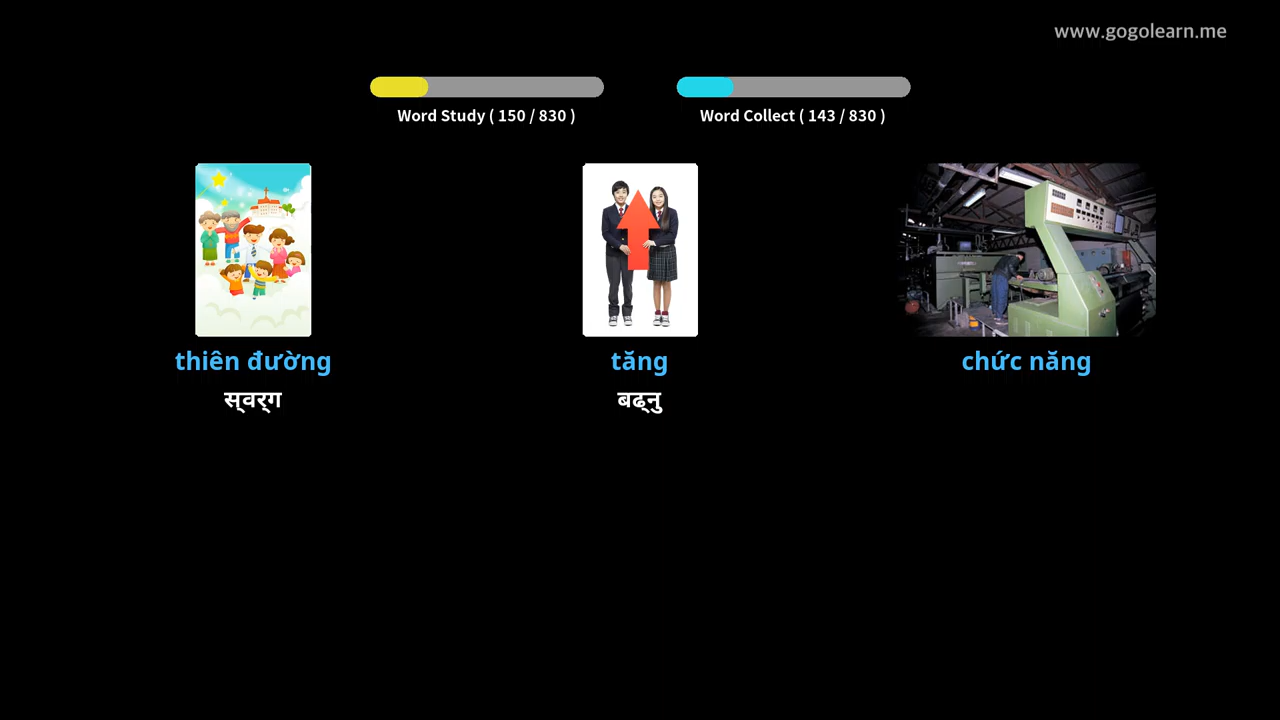 www.gogolearn.me
Word Study ( 150 / 830 )
Word Collect ( 143 / 830 )
thiên đường
tăng
chức năng
स्वर्ग
बढ्नु